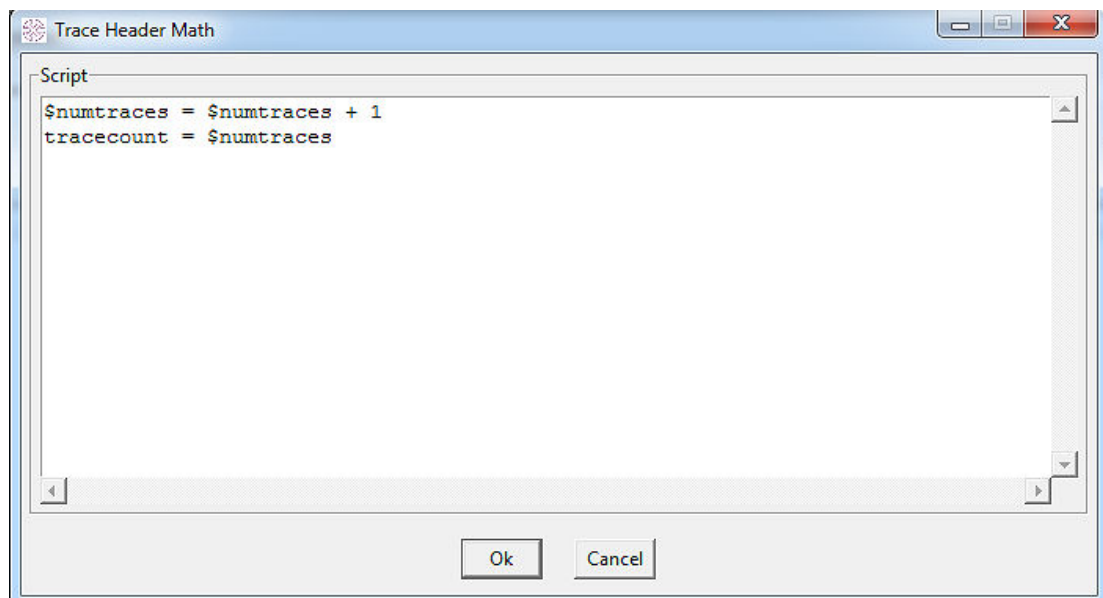 Trace Header Math
Script
$numtraces = $numtraces + 1
tracecount = $numtraces
Ok
Cancel